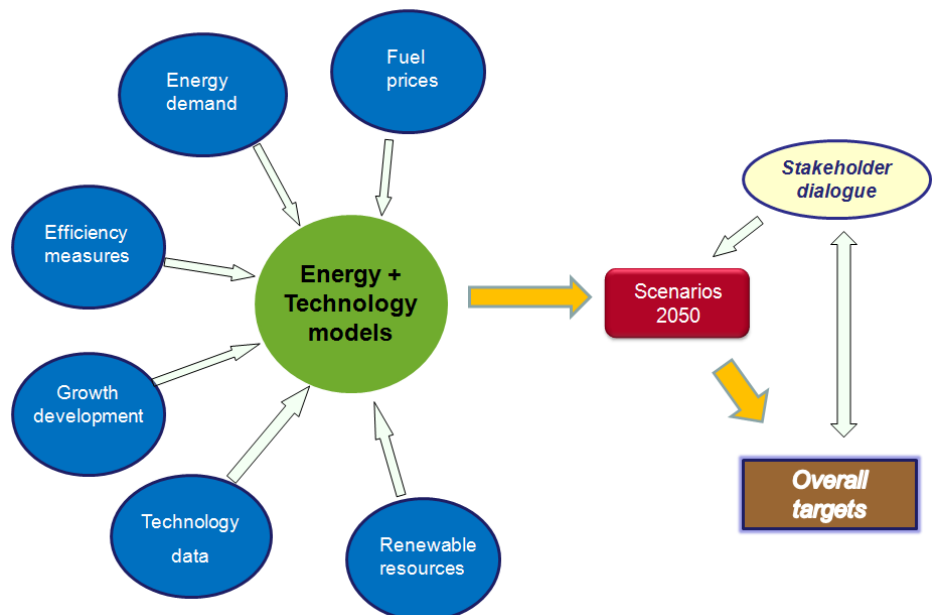 Energy
demand
Fuel
prices
Stakeholder
dialogue
Efficiency
measures
Energy +
Technology
models
Scenarios
2050
Growth
development
Overall
targets
Technology
data
Renewable
resources